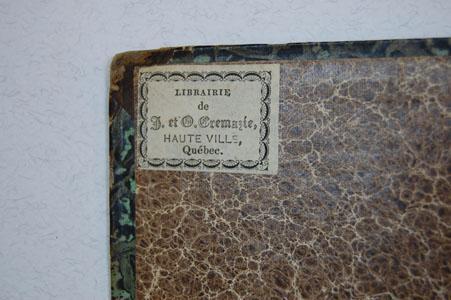 LIBRAIRIE
de
J. et O. Cremazie,
HAUTE VILLE,
Québec.